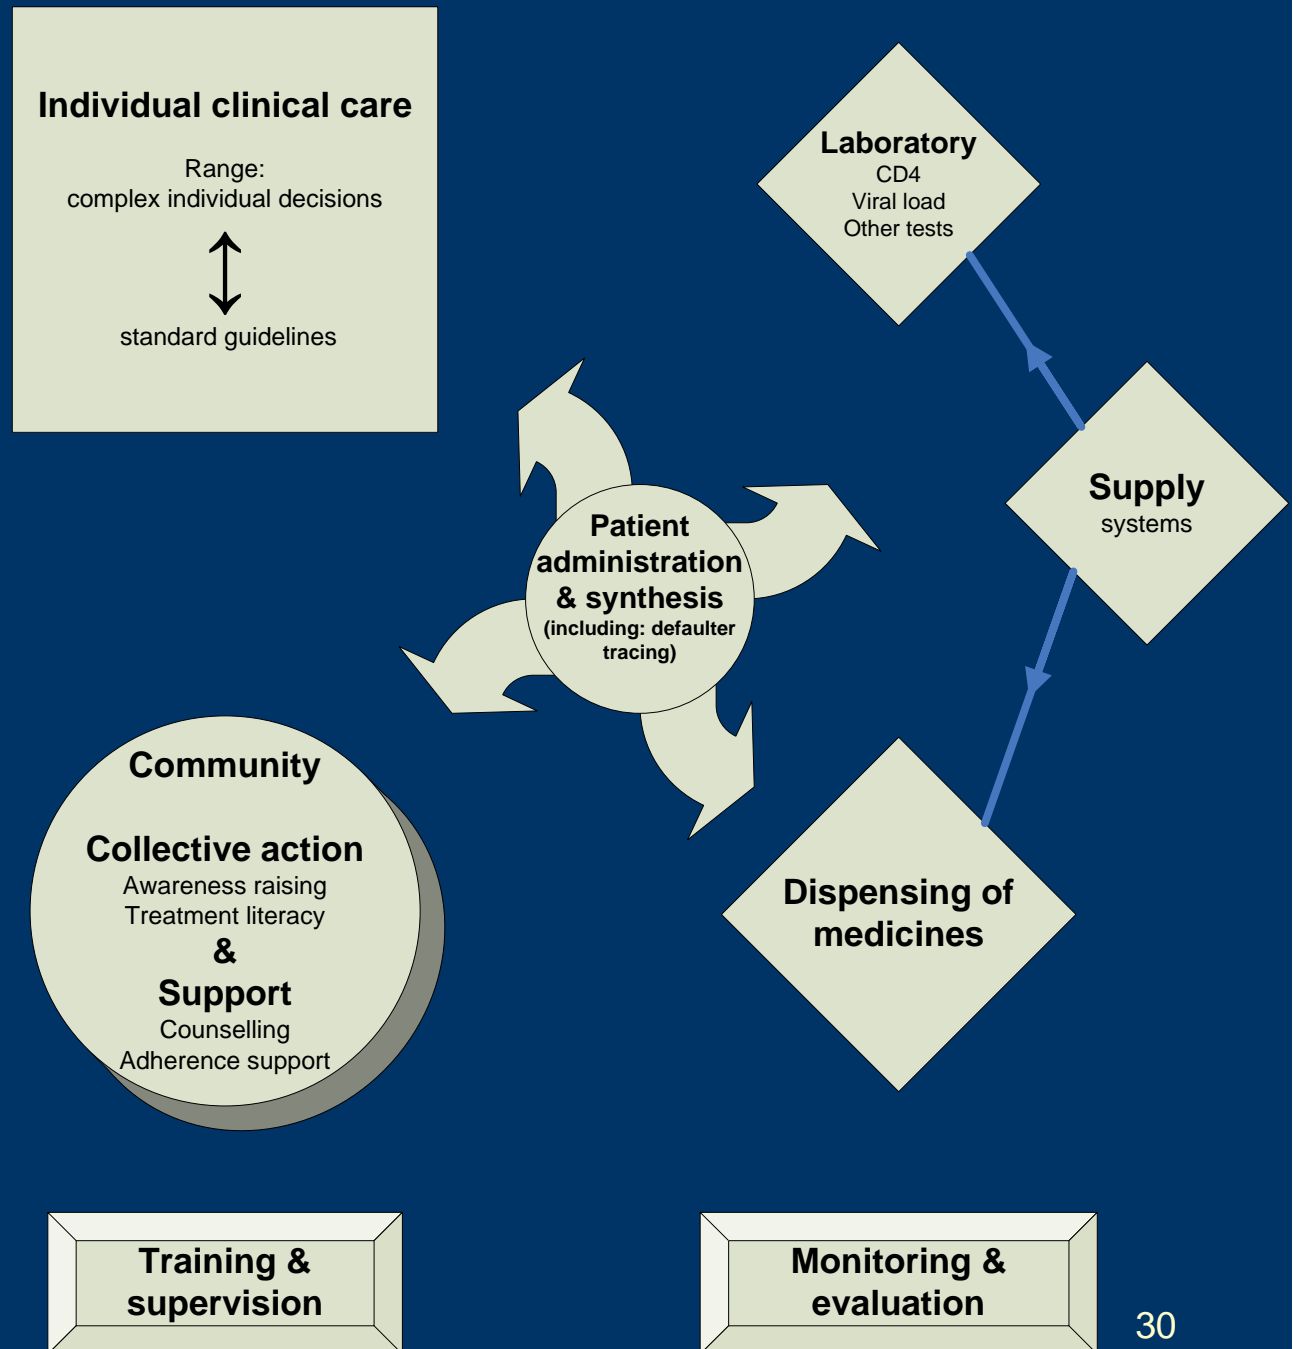 Individual clinical care
Range:
complex individual decisions
standard guidelines
Laboratory
CD4
Viral load
Other tests
Supply
systems
Patient
administration
& synthesis
(including: defaulter
tracing)
Community
Collective action
Awareness raising
Treatment literacy
&
Support
Counselling
Adherence support
Dispensing of
medicines
Training &
supervision
Monitoring &
evaluation
30